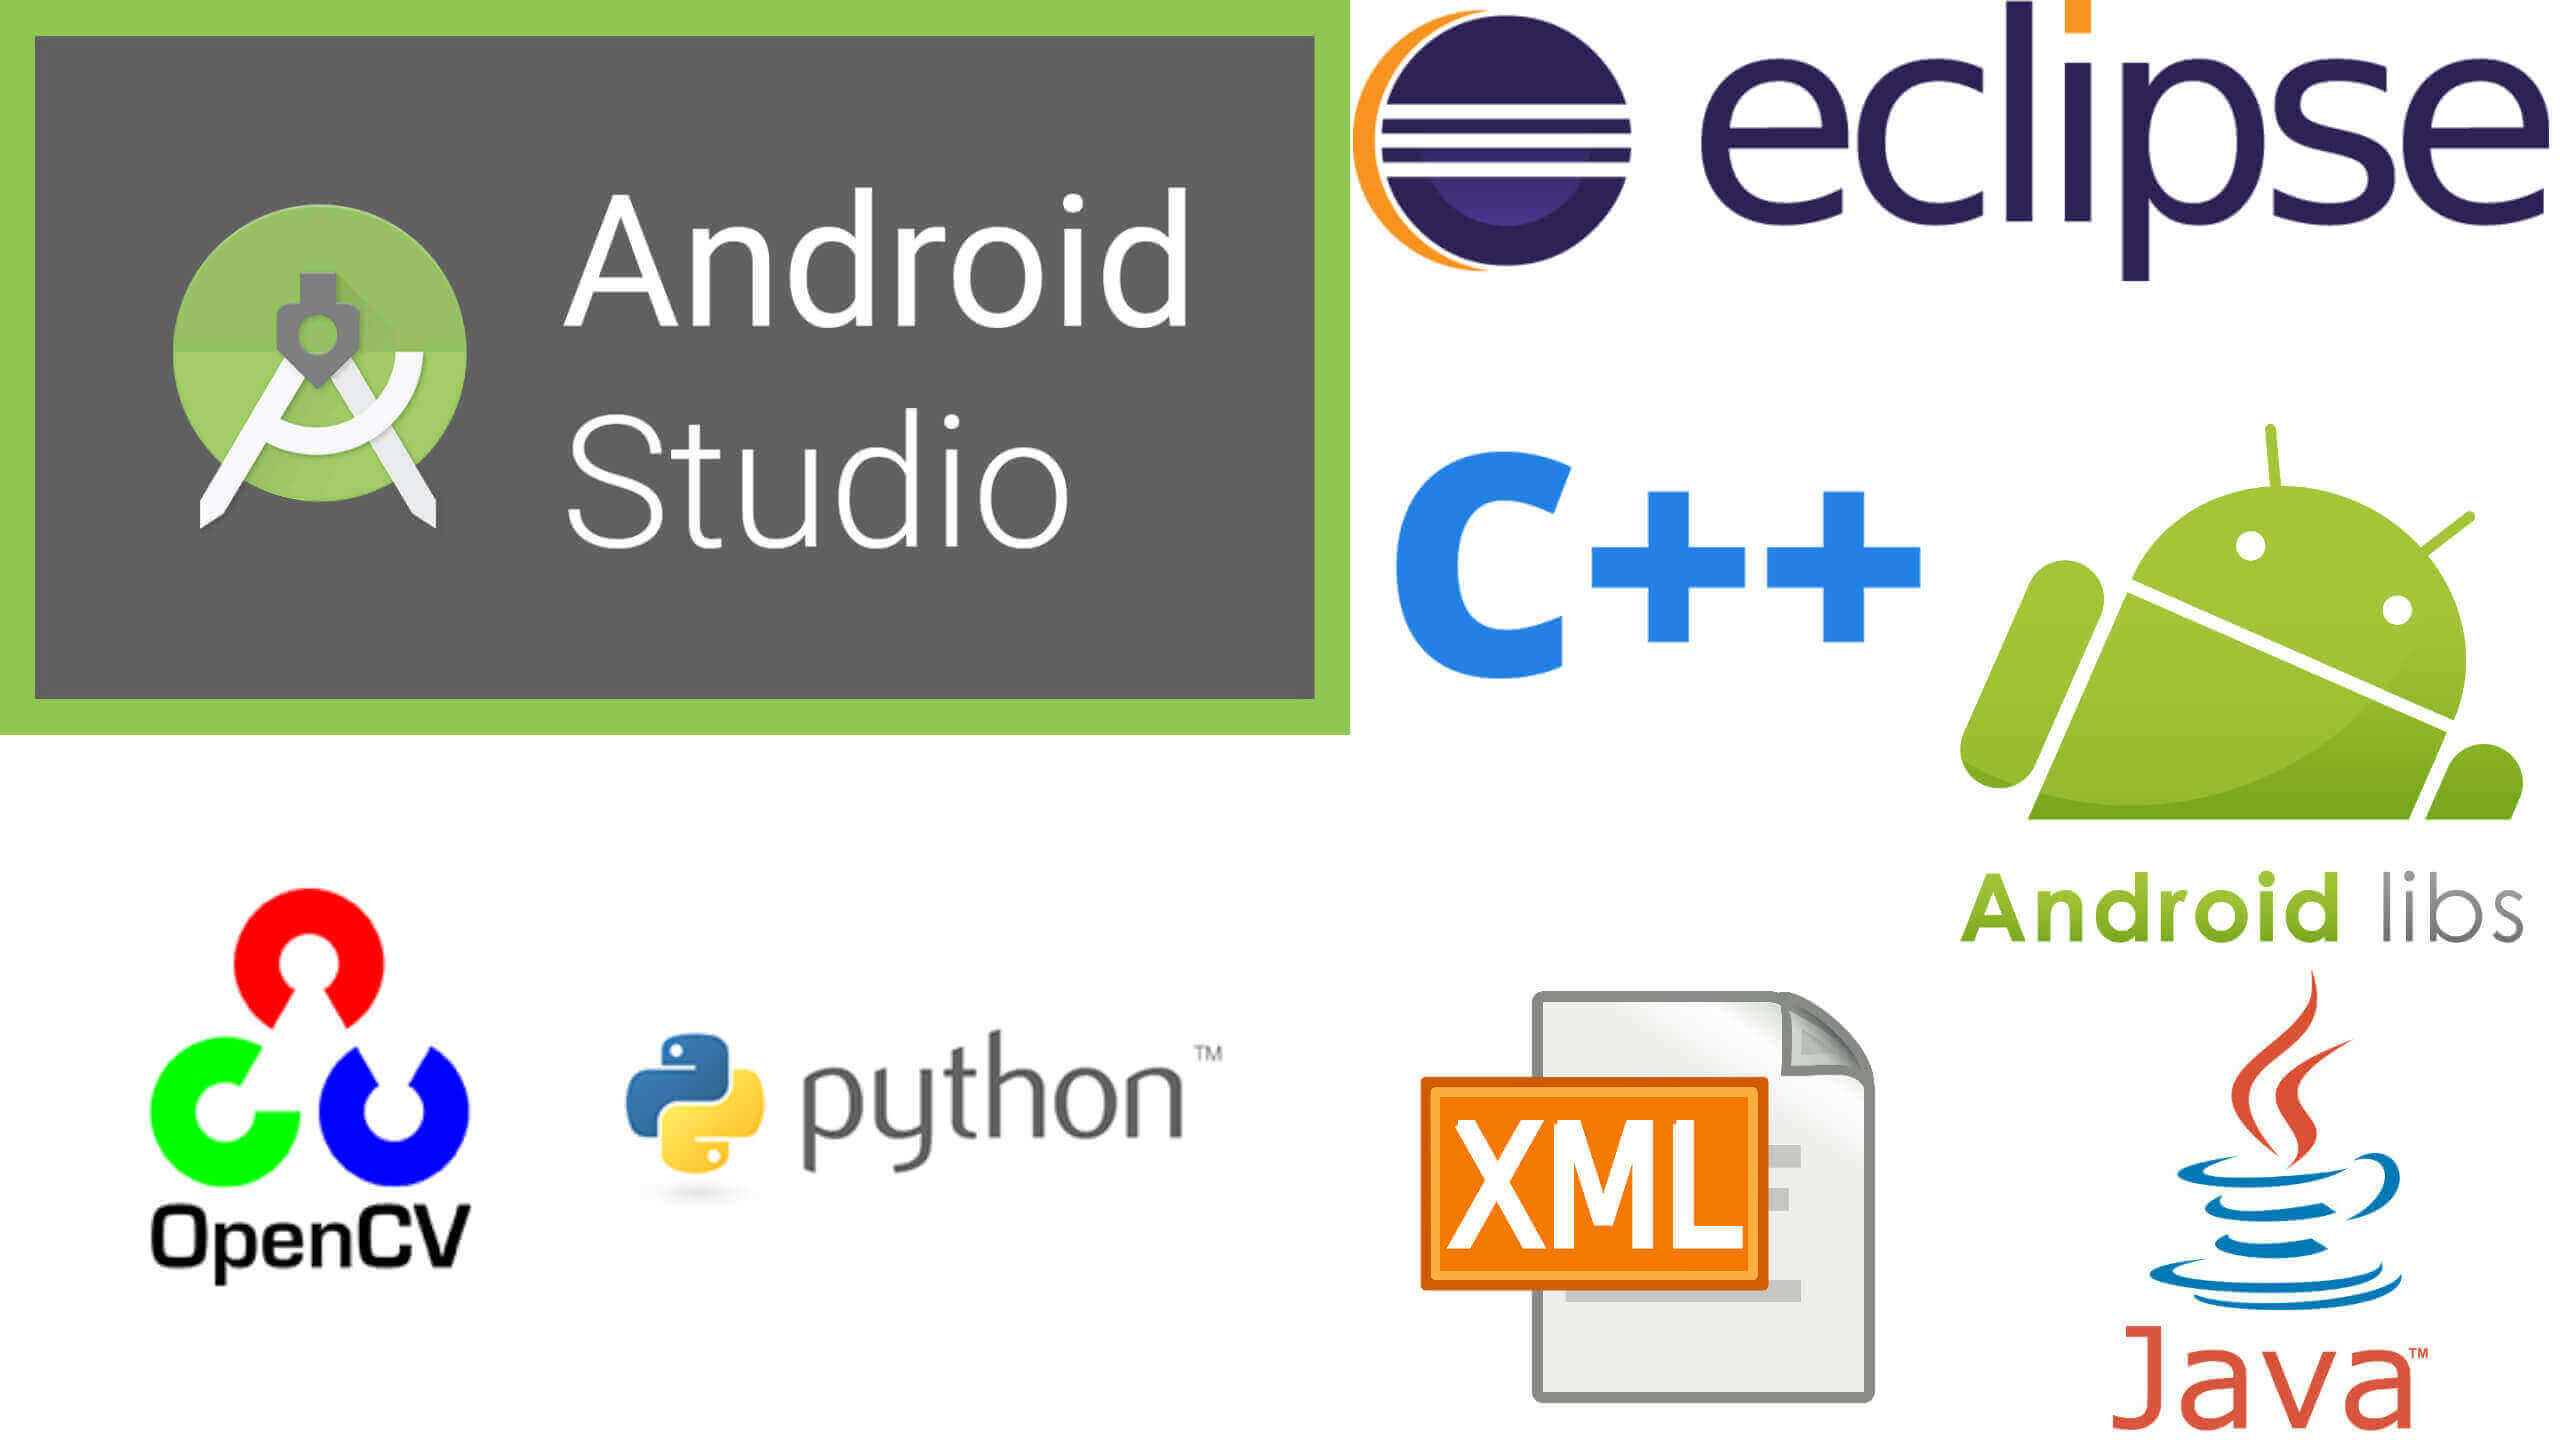 Android
Studio
eclipse
C++
Android libs
OpenCV
python™
XML
Java™